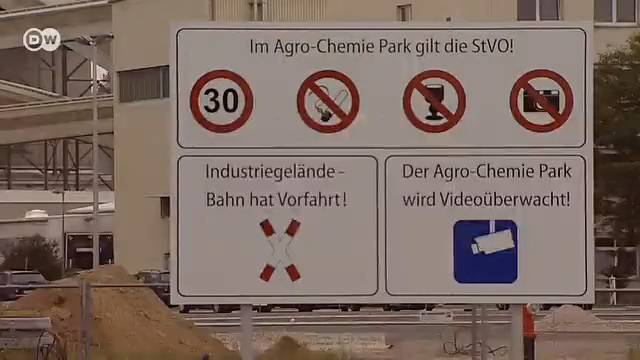 DW
Im Agro-Chemie Park gilt die StVO!
30
Industriegelände-
Bahn hat Vorfahrt!
Der Agro-Chemie Park
wird Videoüberwacht!